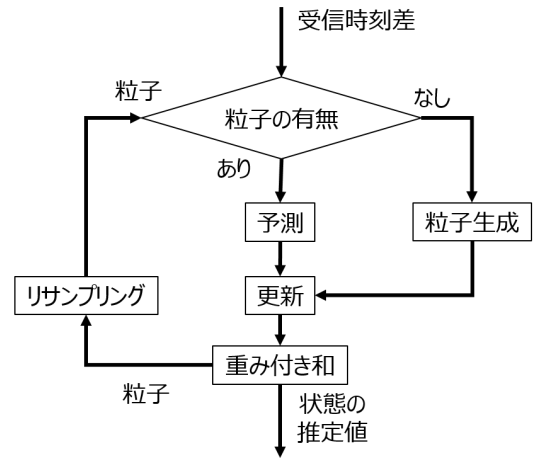 受信時刻差
粒子
なし
粒子の有無
あり
予測
粒子生成
リサンプリング
更新
重み付き和
粒子
状態の
推定値